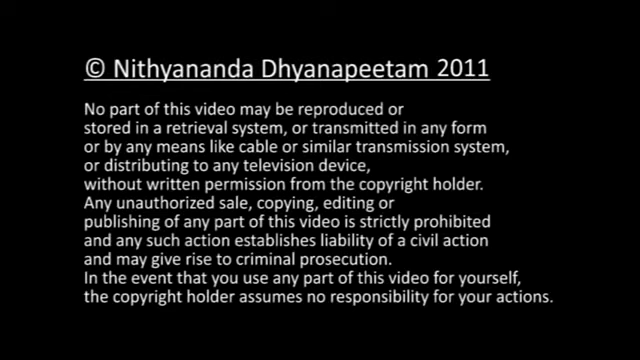 © Nithyananda Dhyanapeetam 2011
No part of this video may be reproduced or
stored in a retrieval system, or transmitted in any form
or by any means like cable or similar transmission system,
or distributing to any television device,
without written permission from the copyright holder.
Any unauthorized sale, copying, editing or
publishing of any part of this video is strictly prohibited
and any such action establishes liability of a civil action
and may give rise to criminal prosecution.
In the event that you use any part of this video for yourself,
the copyright holder assumes no responsibility for your actions.